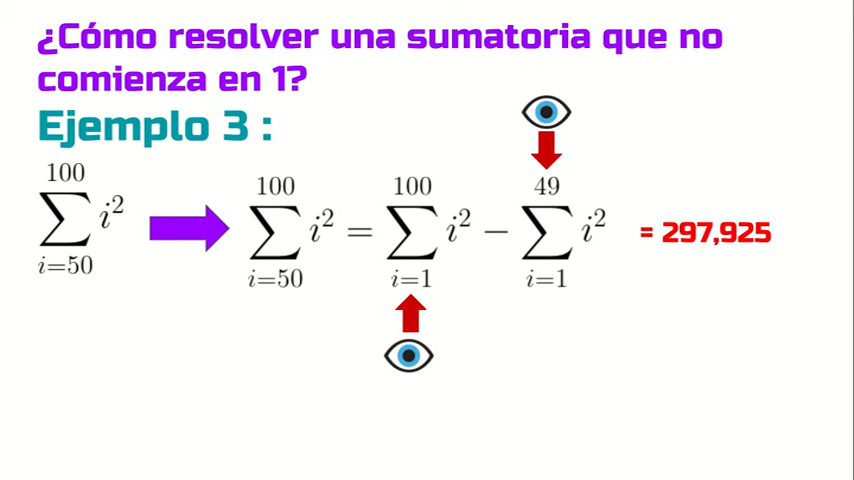 ¿Cómo resolver una sumatoria que no
comienza en 1?
Ejemplo 3 :
100 ∑ i=50 i² 100 ∑ i=50 i² = 100 ∑ i=1 i² − 49 ∑ i=1 i² = 297,925